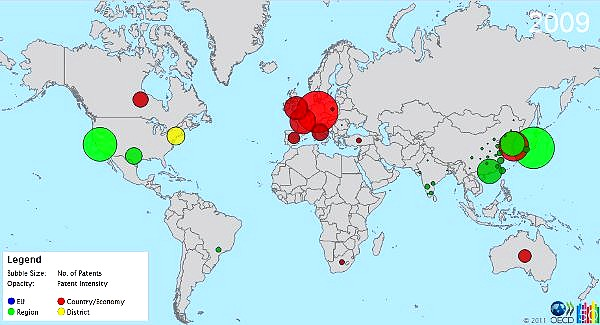 2009
Legend
Bubble Size: No. of Patents
Opacity: Patent Intensity
EU
Country/Economy
Region
District
© 2011
OECD